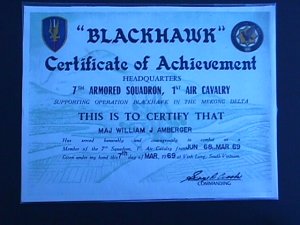 "BLACKHAWK"
Certificate of Achievement
HEADQUARTERS
7TH ARMORED SQUADRON, 1ST AIR CAVALRY
SUPPORTING OPERATION BLACKHAWK IN THE MEKONG DELTA
THIS IS TO CERTIFY THAT
MAJ WILLIAM J AMBERGER
Has served honorably and courageously in combat as a
Member of the 7th Squadron, 1st Air Cavalry from JUN 68-MAR 69
Given under my hand this 7TH day of MAR, 1969 at Vinh Long, South Vietnam
COMMANDING